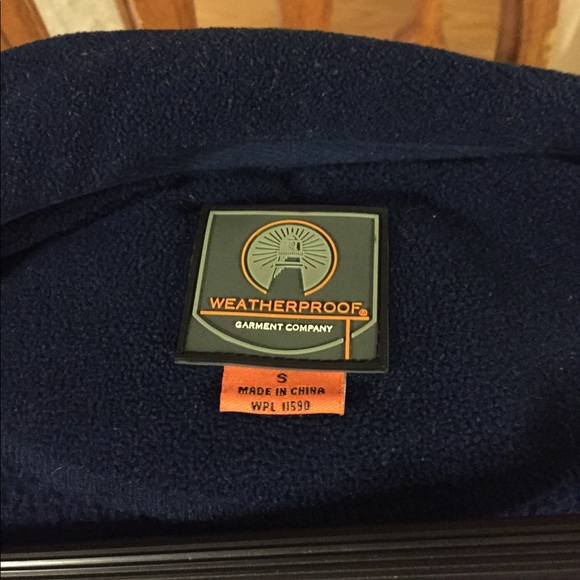 WEATHERPROOF®
GARMENT COMPANY
S
MADE IN CHINA
WPL 11590